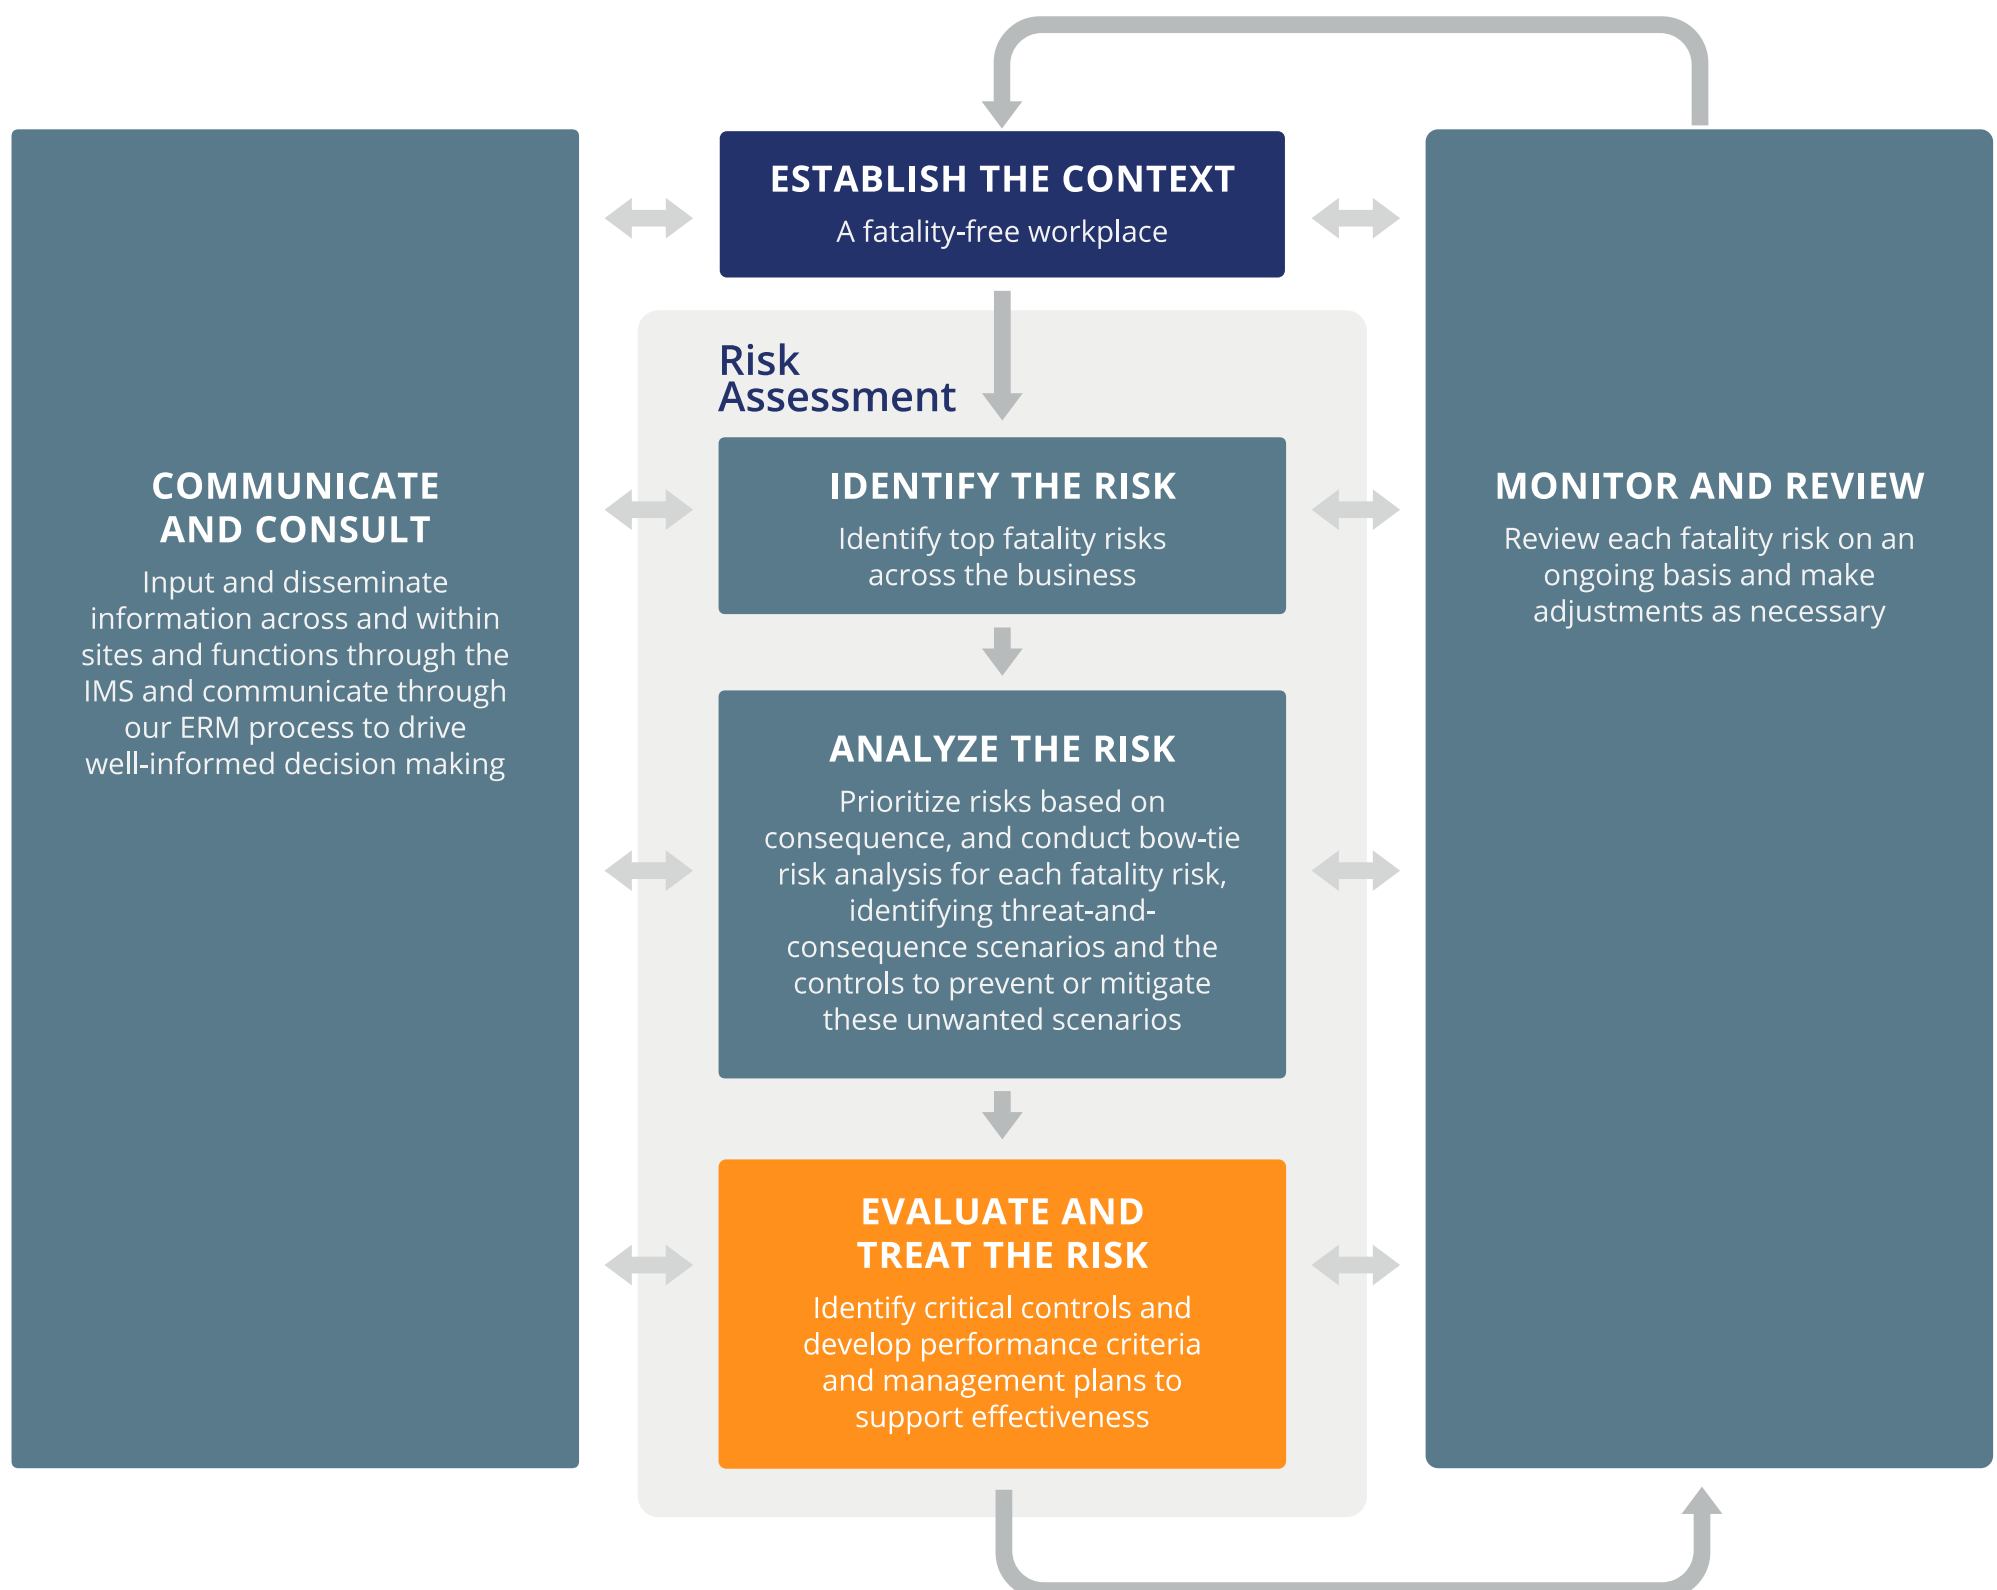 ESTABLISH THE CONTEXT
A fatality-free workplace
Risk
Assessment
COMMUNICATE
AND CONSULT
Input and disseminate
information across and within
sites and functions through the
IMS and communicate through
our ERM process to drive
well-informed decision making
IDENTIFY THE RISK
Identify top fatality risks
across the business
ANALYZE THE RISK
Prioritize risks based on
consequence, and conduct bow-tie
risk analysis for each fatality risk,
identifying threat-and-
consequence scenarios and the
controls to prevent or mitigate
these unwanted scenarios
EVALUATE AND
TREAT THE RISK
Identify critical controls and
develop performance criteria
and management plans to
support effectiveness
MONITOR AND REVIEW
Review each fatality risk on an
ongoing basis and make
adjustments as necessary